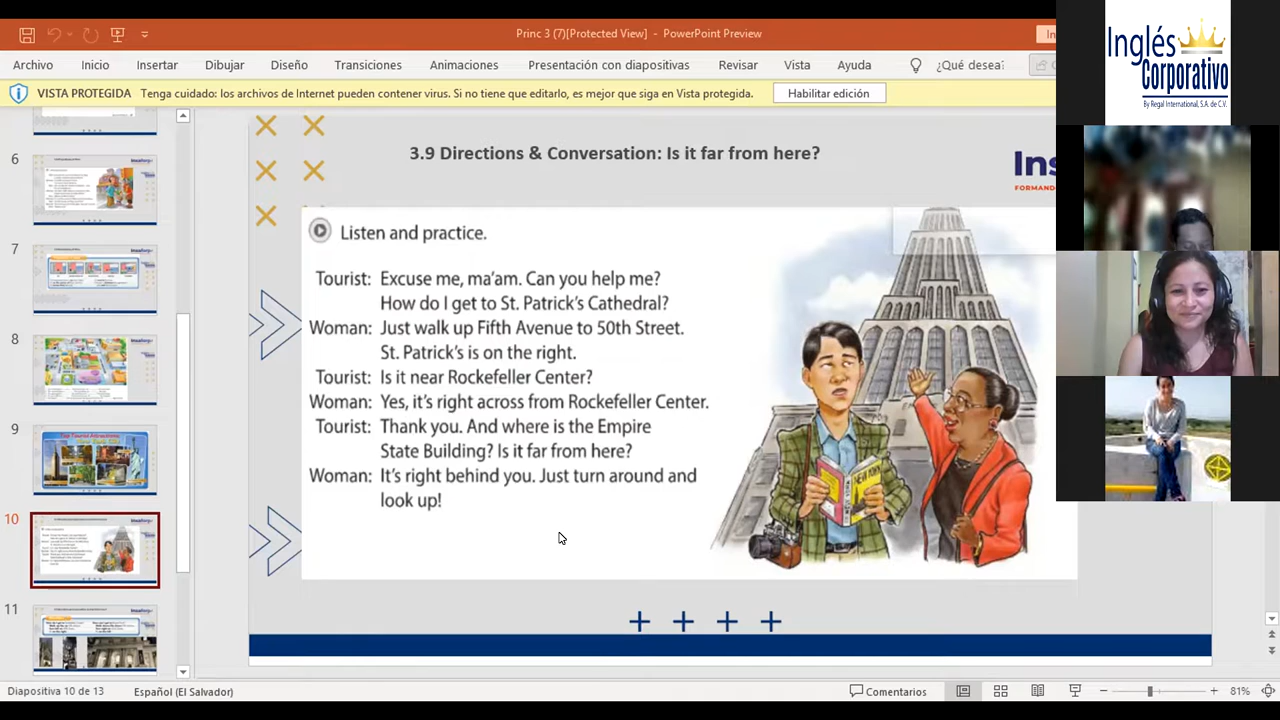 Princ 3 (7)[Protected View] - PowerPoint Preview
Archivo Inicio Insertar Dibujar Diseño Transiciones Animaciones Presentación con diapositivas Revisar Vista Ayuda ¿Qué desea?
VISTA PROTEGIDA Tenga cuidado: los archivos de Internet pueden contener virus. Si no tiene que editarlo, es mejor que siga en Vista protegida. Habilitar edición
Inglés
Corporativo
By Regal International, S.A. de C.V.
3.9 Directions & Conversation: Is it far from here?
Listen and practice.
Tourist: Excuse me, ma'am. Can you help me?
How do I get to St. Patrick's Cathedral?
Woman: Just walk up Fifth Avenue to 50th Street.
St. Patrick's is on the right.
Tourist: Is it near Rockefeller Center?
Woman: Yes, it's right across from Rockefeller Center.
Tourist: Thank you. And where is the Empire
State Building? Is it far from here?
Woman: It's right behind you. Just turn around and
look up!
NEW YORK
6
7
8
9
10
11
Diapositiva 10 de 13 Español (El Salvador) Comentarios 81%